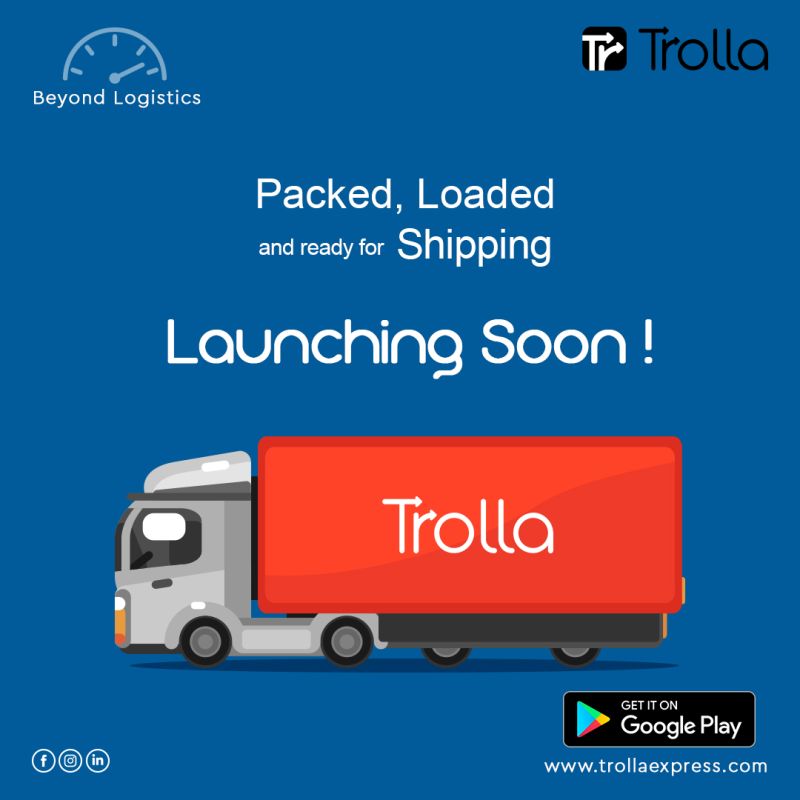 Beyond Logistics
Tr Trolla
Packed, Loaded
and ready for Shipping
Launching Soon !
Trolla
GET IT ON
Google Play
f in
www.trollaexpress.com